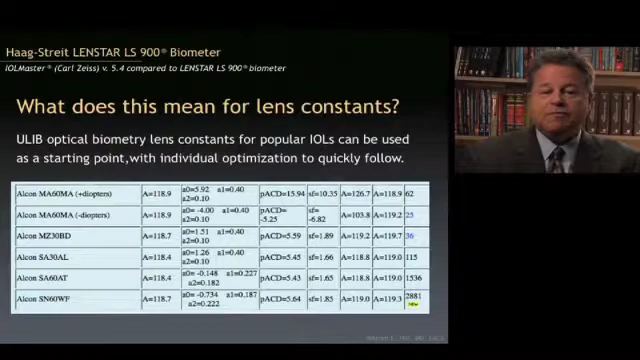 Haag-Streit LENSTAR LS 900® Biometer
IOLMaster® (Carl Zeiss) v. 5.4 compared to LENSTAR LS 900® biometer
What does this mean for lens constants?
ULIB optical biometry lens constants for popular IOLs can be used
as a starting point, with individual optimization to quickly follow.
Alcon MA60MA (+diopters) A=118.9 a0=5.92 a1=0.40 a2=0.10 pACD=15.94 sf=10.35 A=126.7 A=118.9 62
Alcon MA60MA (-diopters) A=118.9 a0= -4.00 a1=0.40 a2=0.10 pACD= -5.25 sf= -6.82 A=103.8 A=119.2 25
Alcon MZ30BD A=118.7 a0=1.51 a1=0.40 a2=0.10 pACD=5.59 sf=1.89 A=119.2 A=119.7 36
Alcon SA30AL A=118.4 a0=1.26 a1=0.40 a2=0.10 pACD=5.45 sf=1.66 A=118.8 A=119.0 115
Alcon SA60AT A=118.4 a0= -0.148 a1=0.227 a2=0.182 pACD=5.43 sf=1.65 A=118.8 A=119.0 1536
Alcon SN60WF A=118.7 a0= -0.734 a1=0.187 a2=0.222 pACD=5.64 sf=1.85 A=119.0 A=119.3 2881